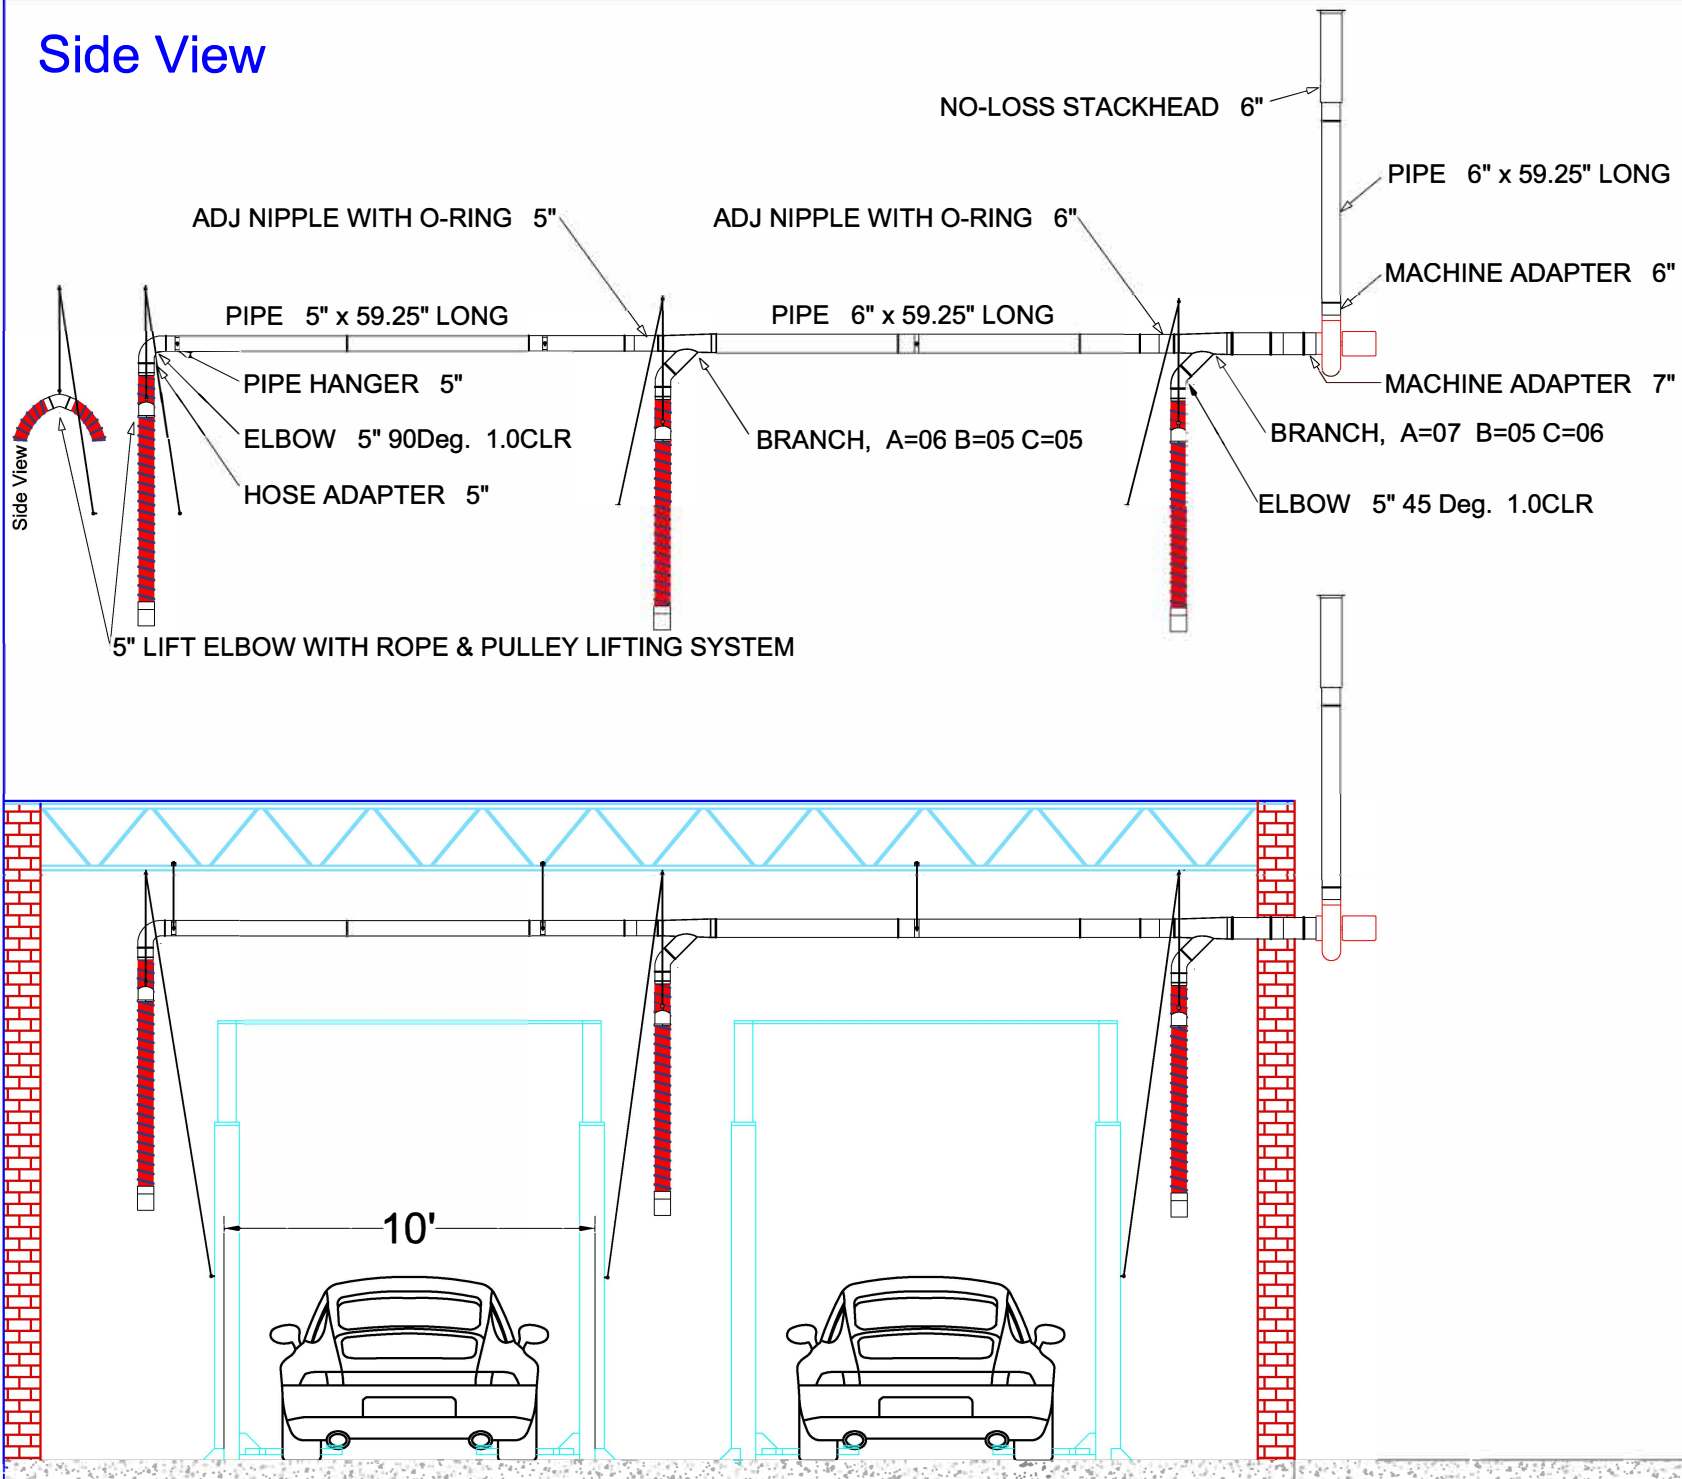 Side View
NO-LOSS STACKHEAD 6"
PIPE 6" x 59.25" LONG
ADJ NIPPLE WITH O-RING 5"
ADJ NIPPLE WITH O-RING 6"
MACHINE ADAPTER 6"
PIPE 5" x 59.25" LONG
PIPE 6" x 59.25" LONG
PIPE HANGER 5"
MACHINE ADAPTER 7"
ELBOW 5" 90Deg. 1.0CLR
BRANCH, A=06 B=05 C=05
BRANCH, A=07 B=05 C=06
Side View
HOSE ADAPTER 5"
ELBOW 5" 45 Deg. 1.0CLR
5" LIFT ELBOW WITH ROPE & PULLEY LIFTING SYSTEM
10'